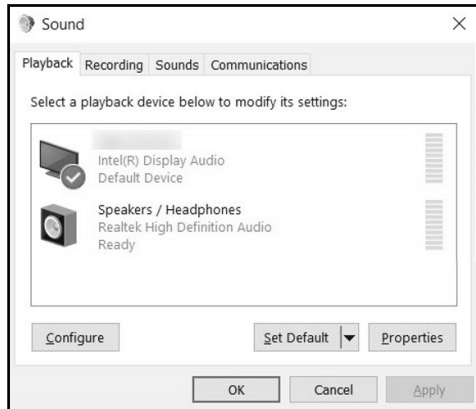 Sound
Playback
Recording
Sounds
Communications
Select a playback device below to modify its settings:
Intel(R) Display Audio
Default Device
Speakers / Headphones
Realtek High Definition Audio
Ready
Configure
Set Default
Properties
OK
Cancel
Apply